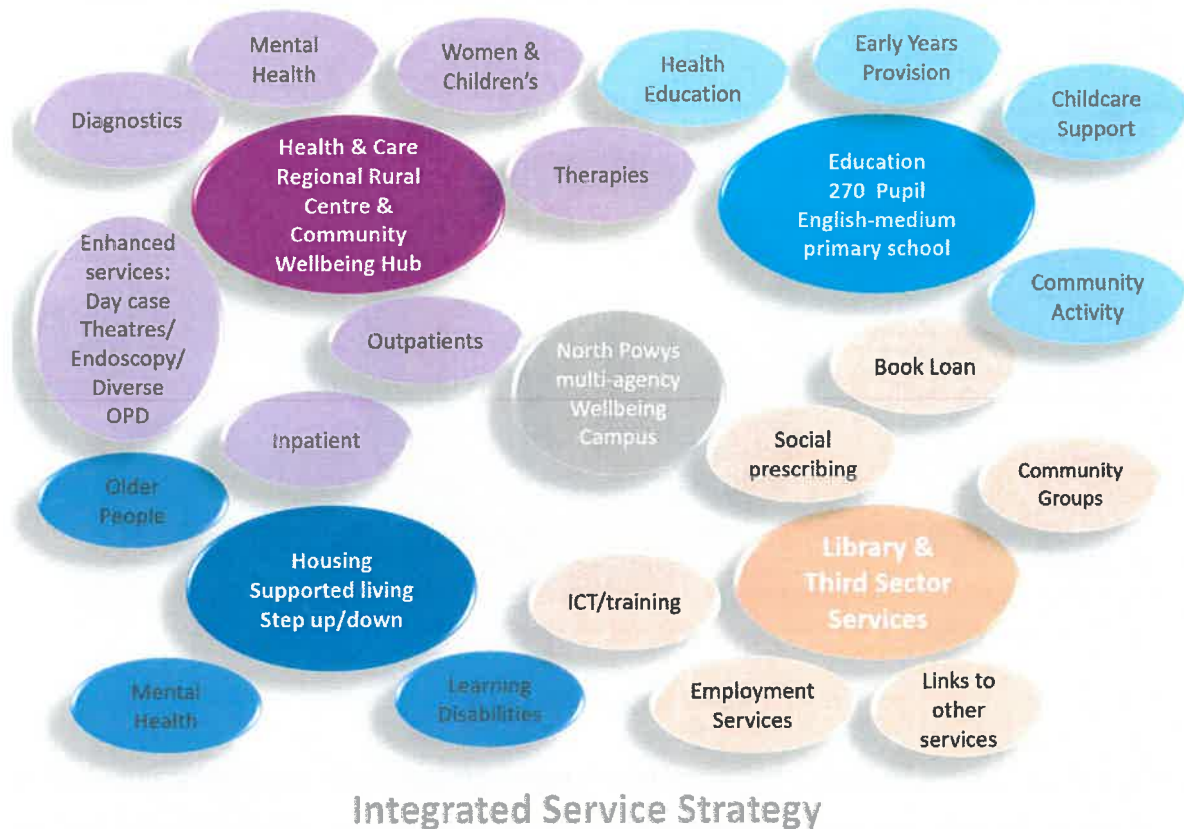 Mental
Health
Women &
Children's
Health
Education
Early Years
Provision
Diagnostics
Childcare
Support
Health & Care
Regional Rural
Centre &
Community
Wellbeing Hub
Therapies
Education
270 Pupil
English-medium
primary school
Enhanced
services:
Day case
Theatres/
Endoscopy/
Diverse
OPD
Outpatients
North Powys
multi-agency
Wellbeing
Campus
Community
Activity
Book Loan
Inpatient
Social
prescribing
Community
Groups
Older
People
Housing
Supported living
Step up/down
ICT/training
Library &
Third Sector
Services
Mental
Health
Learning
Disabilities
Employment
Services
Links to
other
services
Integrated Service Strategy